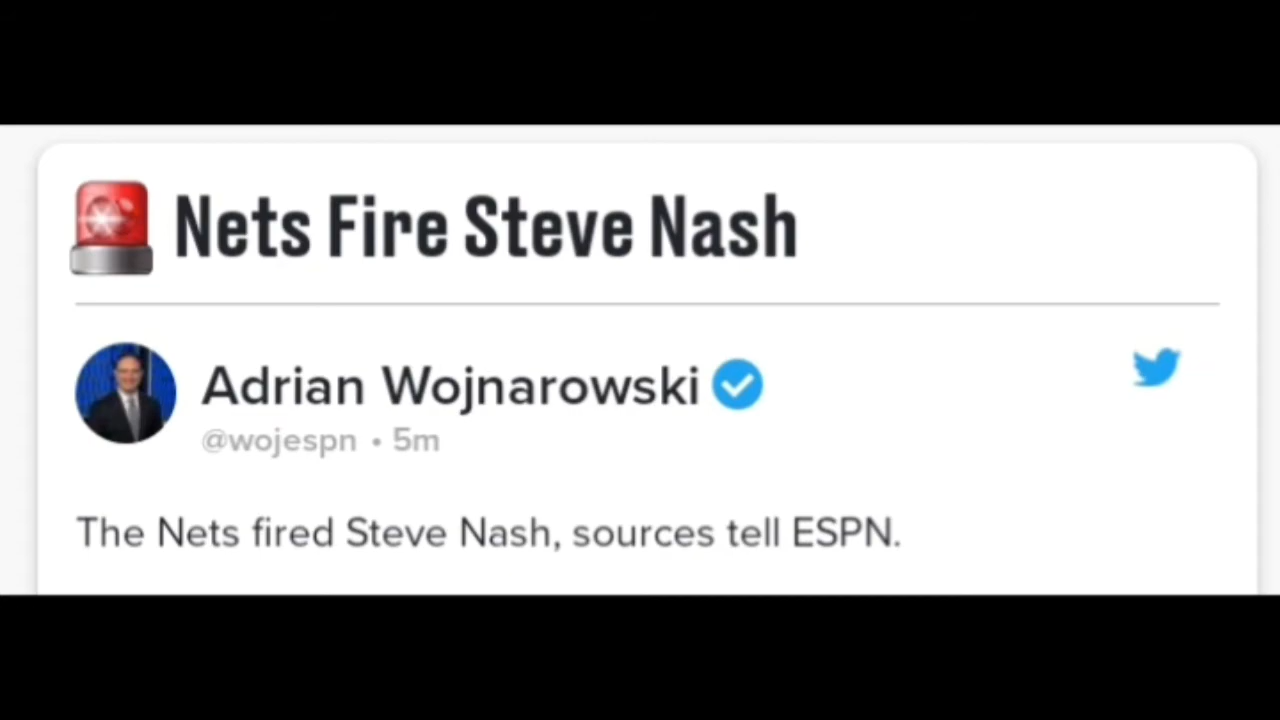 🚨 Nets Fire Steve Nash
Adrian Wojnarowski
@wojespn • 5m
The Nets fired Steve Nash, sources tell ESPN.